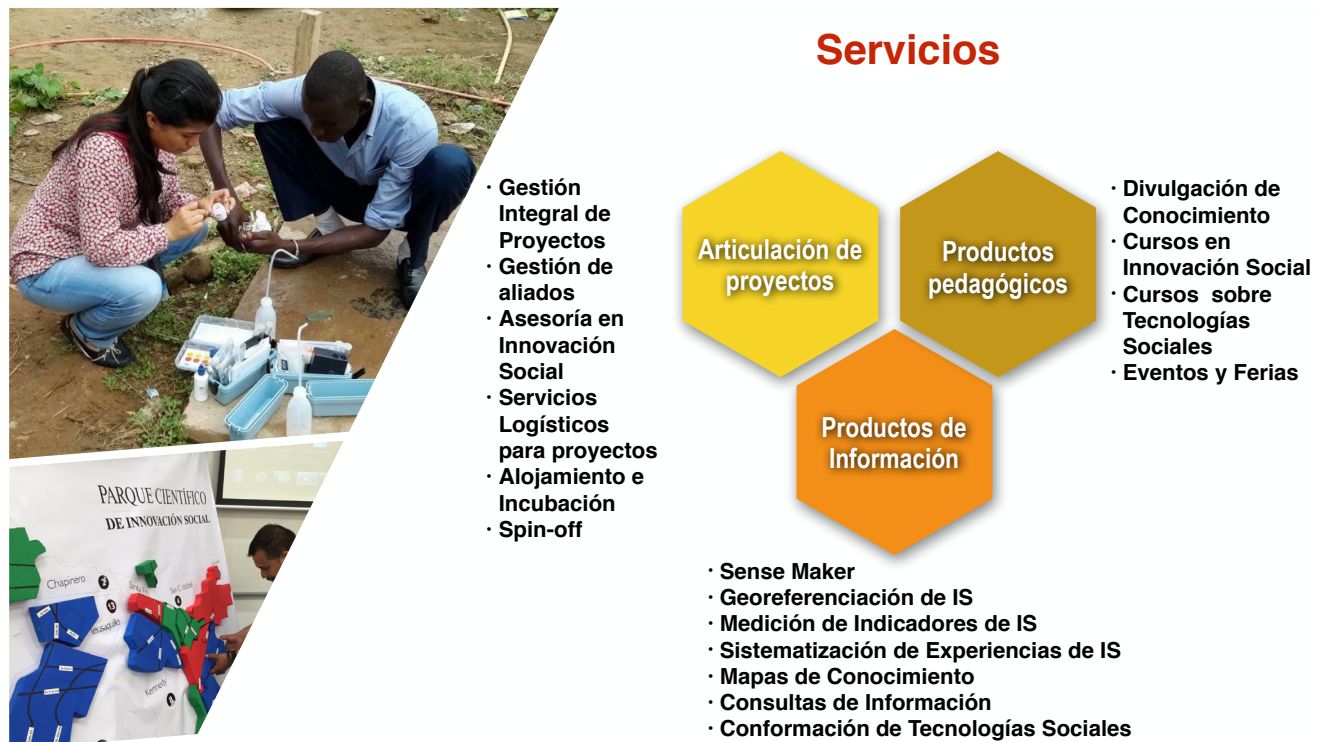 Servicios
· Gestión
Integral de
Proyectos
· Gestión de
aliados
· Asesoría en
Innovación
Social
· Servicios
Logísticos
para proyectos
· Alojamiento e
Incubación
· Spin-off
Articulación de
proyectos
Productos
pedagógicos
Productos de
Información
· Divulgación de
Conocimiento
· Cursos en
Innovación Social
· Cursos sobre
Tecnologías
Sociales
· Eventos y Ferias
· Sense Maker
· Georeferenciación de IS
· Medición de Indicadores de IS
· Sistematización de Experiencias de IS
· Mapas de Conocimiento
· Consultas de Información
· Conformación de Tecnologías Sociales
PARQUE CIENTÍFICO
DE INNOVACIÓN SOCIAL
Chapinero
13
Kennedy